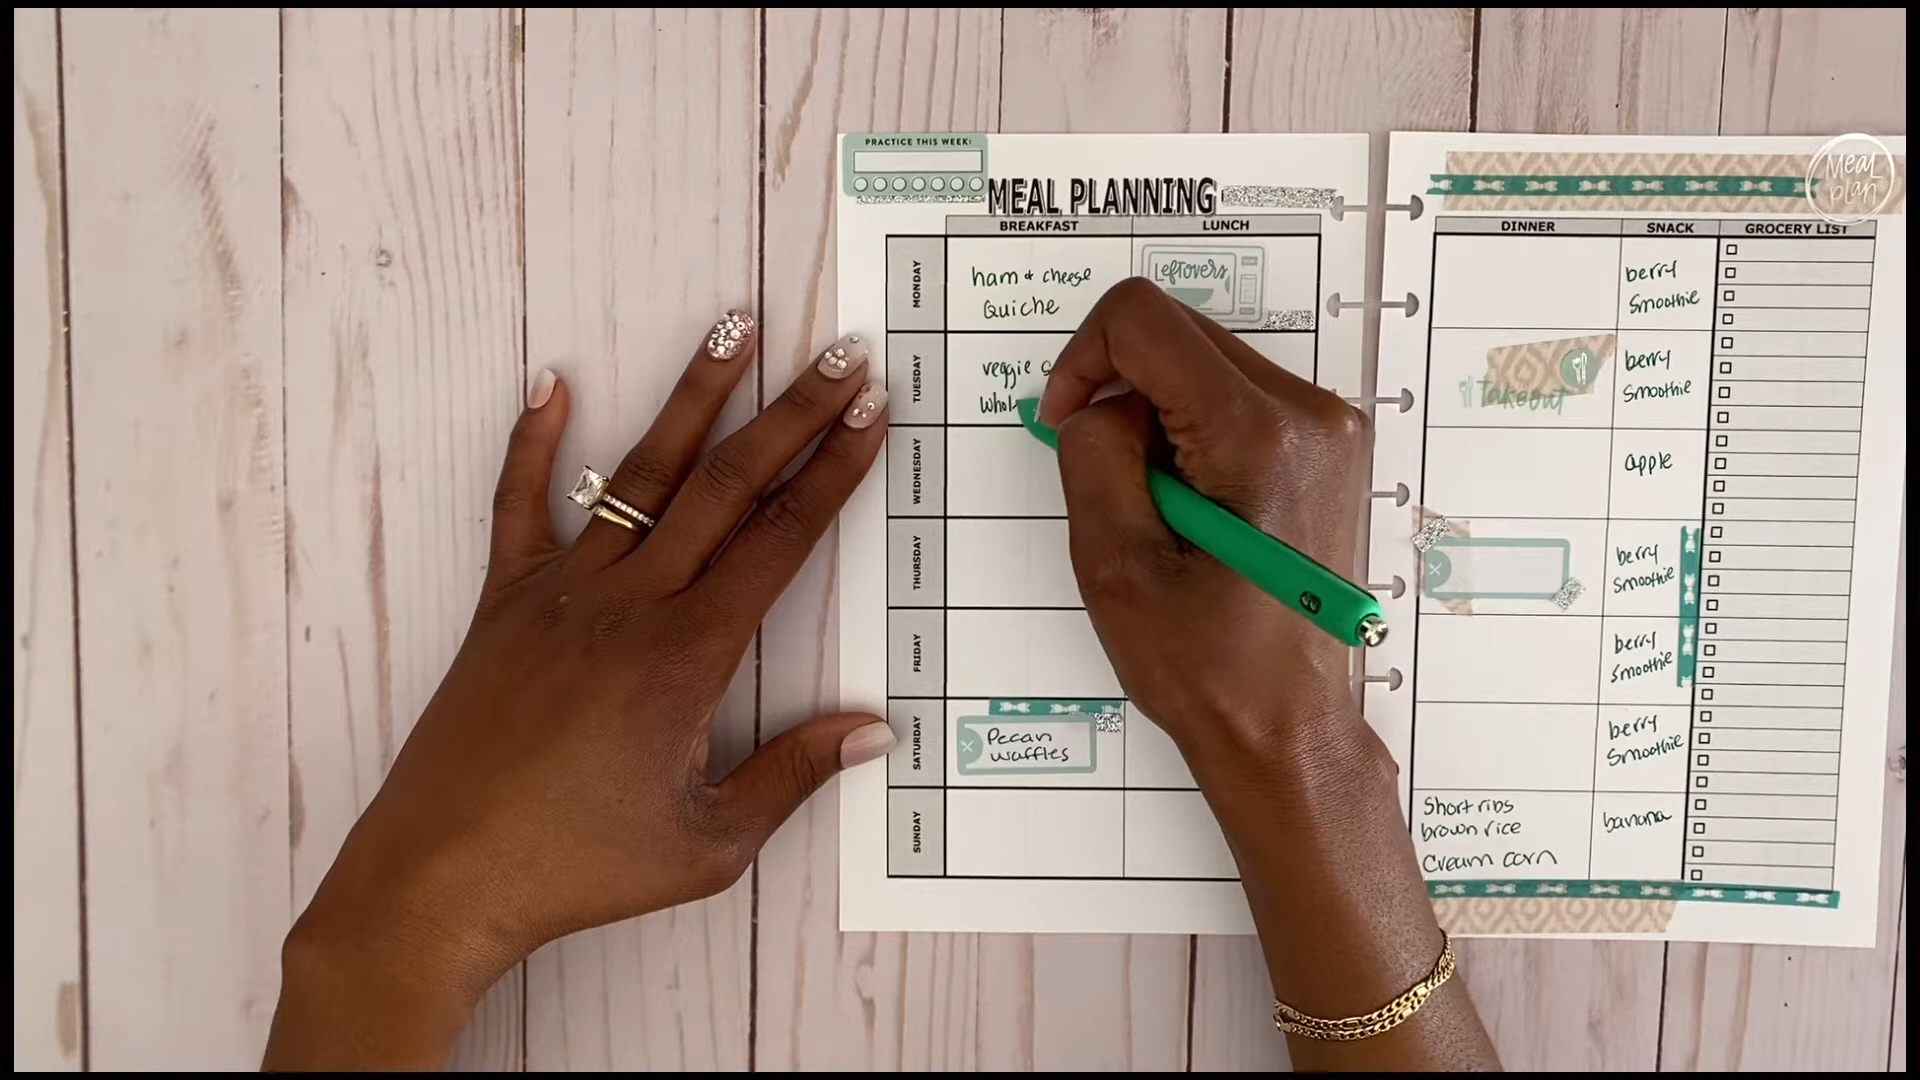 PRACTICE THIS WEEK:
MEAL PLANNING
Meal
plan
BREAKFAST
LUNCH
DINNER
SNACK
GROCERY LIST
MONDAY
ham + cheese
Quiche
Leftovers
berry
Smoothie
TUESDAY
veggie
Takeout
berry
Smoothie
WEDNESDAY
apple
THURSDAY
berry
Smoothie
FRIDAY
berry
smoothie
SATURDAY
Pecan
waffles
berry
Smoothie
SUNDAY
Short ribs
brown rice
Cream corn
banana